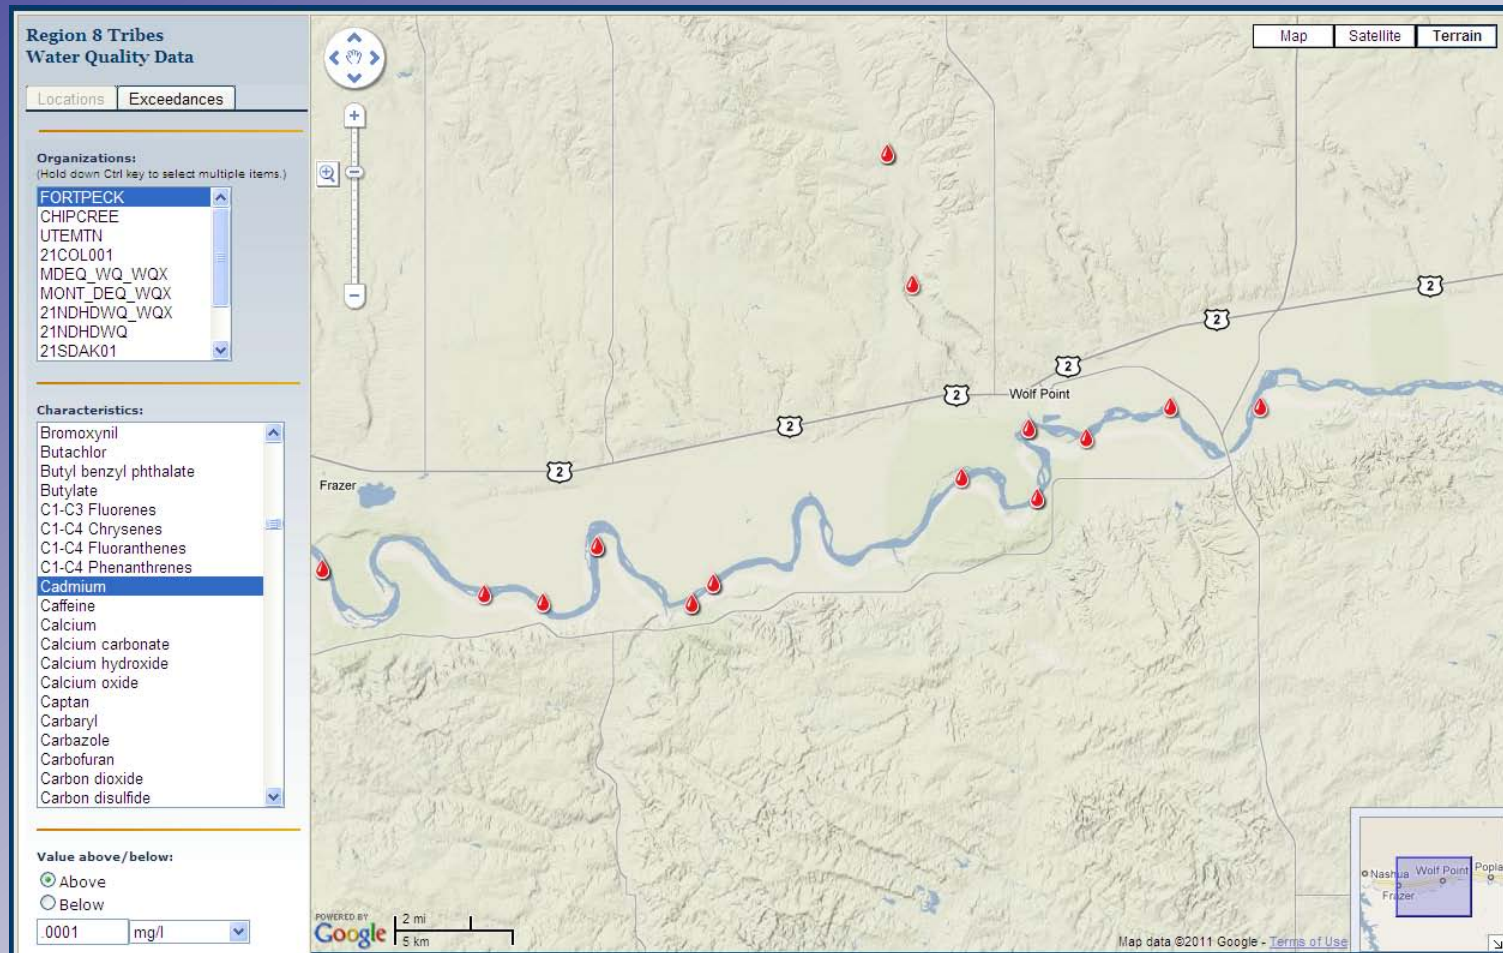 Region 8 Tribes
Water Quality Data
Locations
Exceedances
Organizations:
(Hold down Ctrl key to select multiple items.)
FORTPECK
CHIPCREE
UTEMTN
21COL001
MDEQ_WQ_WQX
MONT_DEQ_WQX
21NDHDWQ_WQX
21NDHDWQ
21SDAK01
Characteristics:
Bromoxynil
Butachlor
Butyl benzyl phthalate
Butylate
C1-C3 Fluorenes
C1-C4 Chrysenes
C1-C4 Fluoranthenes
C1-C4 Phenanthrenes
Cadmium
Caffeine
Calcium
Calcium carbonate
Calcium hydroxide
Calcium oxide
Captan
Carbaryl
Carbazole
Carbofuran
Carbon dioxide
Carbon disulfide
Value above/below:
Above
Below
.0001 mg/l
Map Satellite Terrain
2
2
2
Wolf Point
2
2
2
Frazer
POWERED BY
Google
2 mi
5 km
Nashua Wolf Point Popla
Frazer
Map data ©2011 Google - Terms of Use